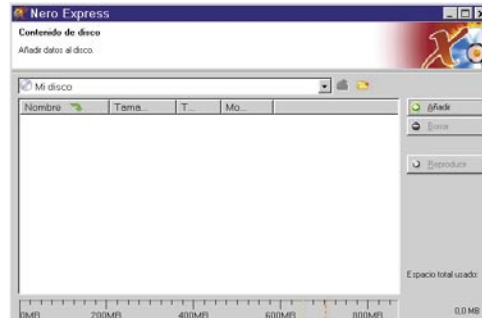 Nero Express
Contenido de disco
Añadir datos al disco.
Mi disco
Nombre Tama... T... Mo...
Añadir
Borrar
Reproducir
Espacio total usado:
0MB 200MB 400MB 600MB 800MB
0,0 MB